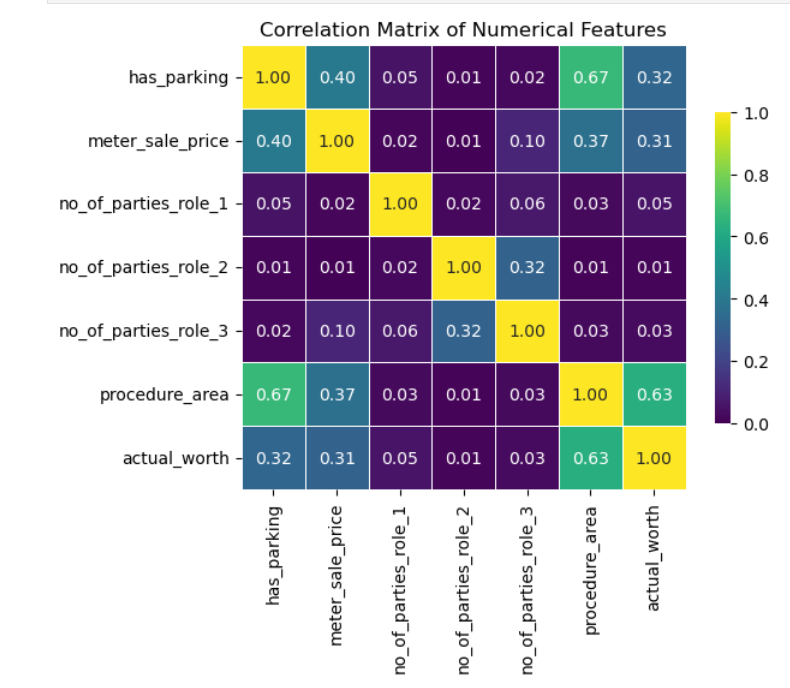 Correlation Matrix of Numerical Features
has_parking 1.00 0.40 0.05 0.01 0.02 0.67 0.32
meter_sale_price 0.40 1.00 0.02 0.01 0.10 0.37 0.31
no_of_parties_role_1 0.05 0.02 1.00 0.02 0.06 0.03 0.05
no_of_parties_role_2 0.01 0.01 0.02 1.00 0.32 0.01 0.01
no_of_parties_role_3 0.02 0.10 0.06 0.32 1.00 0.03 0.03
procedure_area 0.67 0.37 0.03 0.01 0.03 1.00 0.63
actual_worth 0.32 0.31 0.05 0.01 0.03 0.63 1.00
has_parking
meter_sale_price
no_of_parties_role_1
no_of_parties_role_2
no_of_parties_role_3
procedure_area
actual_worth
1.0
0.8
0.6
0.4
0.2
0.0